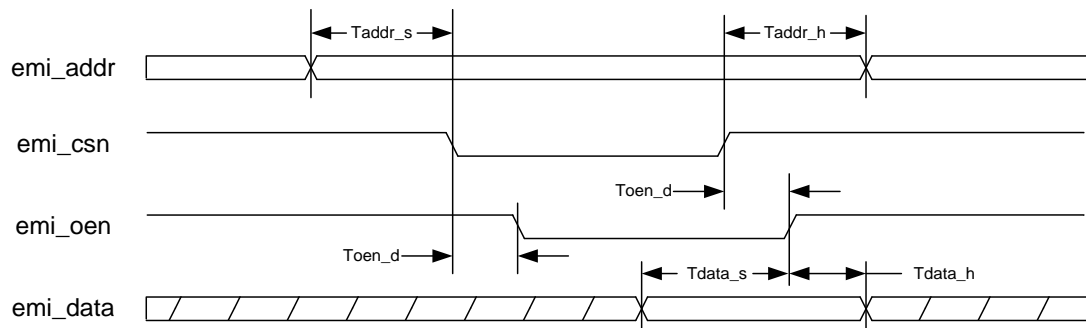 Taddr_s
Taddr_h
emi_addr
emi_csn
Toen_d
emi_oen
Toen_d
Tdata_s
Tdata_h
emi_data